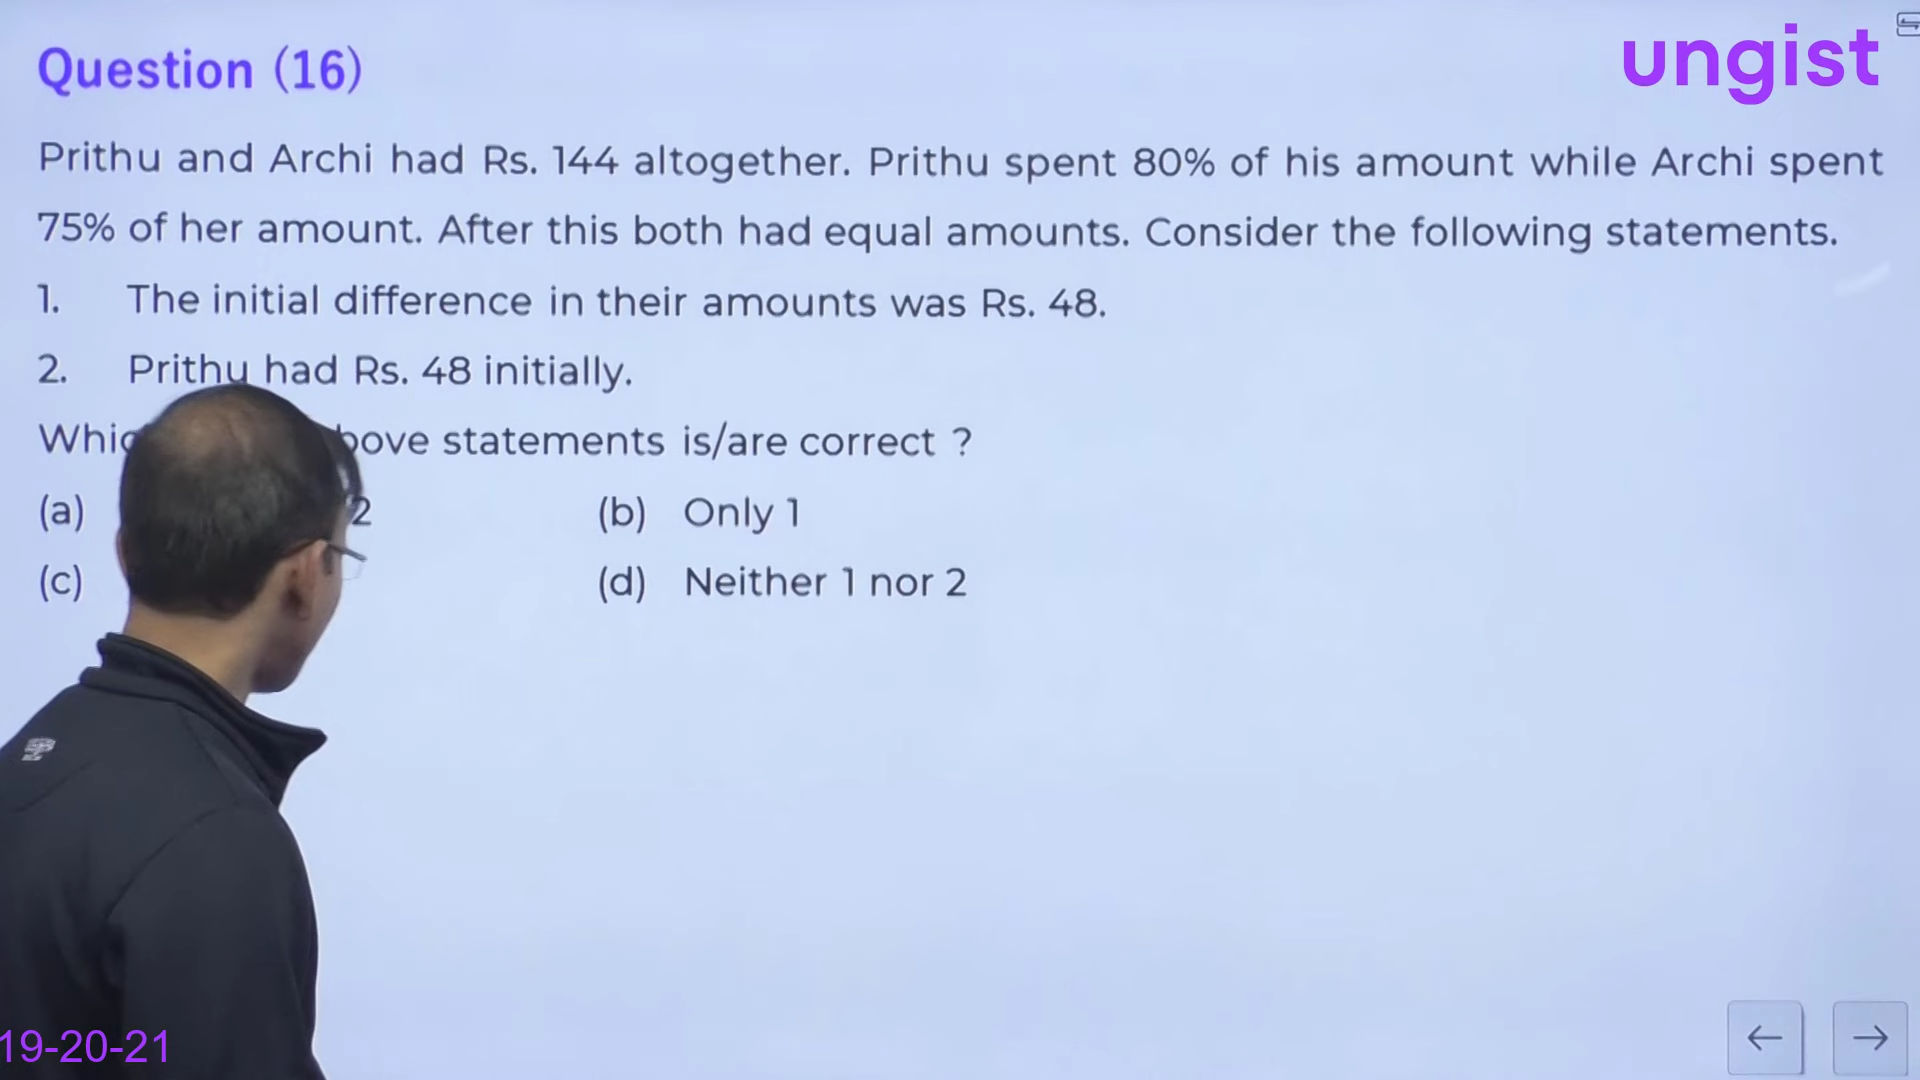 Question (16)
ungist
Prithu and Archi had Rs. 144 altogether. Prithu spent 80% of his amount while Archi spent
75% of her amount. After this both had equal amounts. Consider the following statements.
1. The initial difference in their amounts was Rs. 48.
2. Prithu had Rs. 48 initially.
statements is/are correct ?
(a) 2 (b) Only 1
(c) (d) Neither 1 nor 2
19-20-21